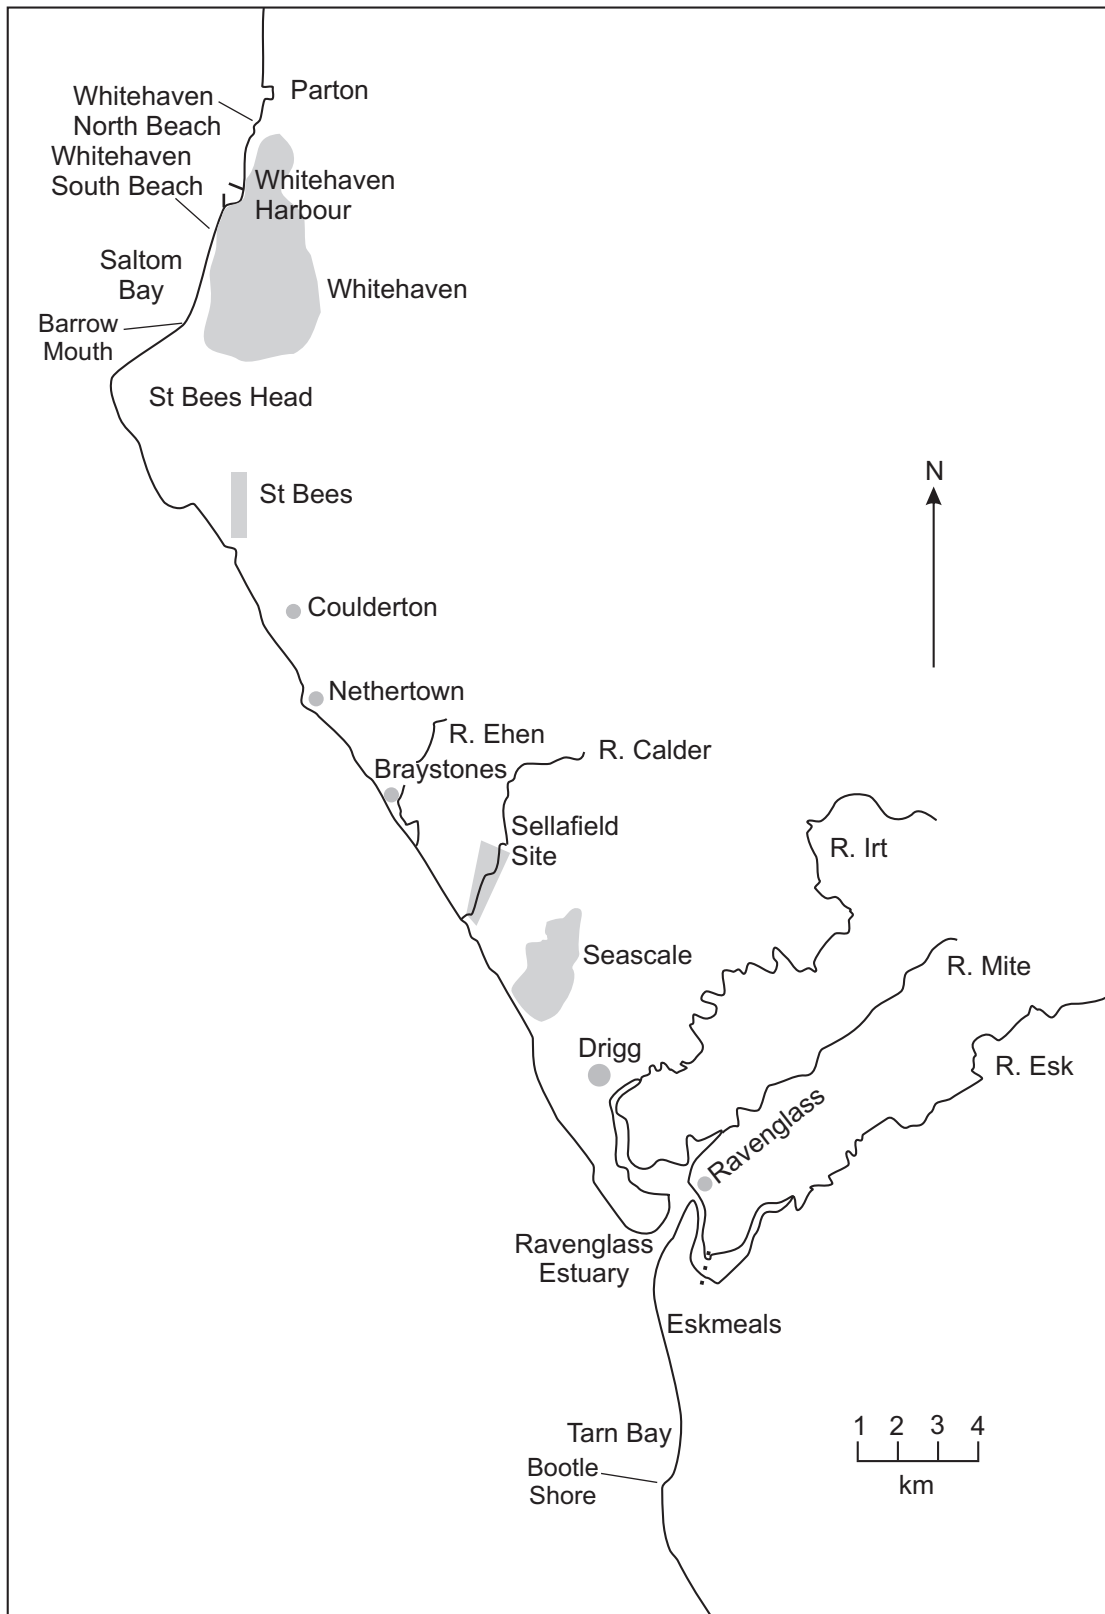 Parton
Whitehaven
North Beach
Whitehaven
South Beach
Whitehaven
Harbour
Saltom
Bay
Whitehaven
Barrow
Mouth
St Bees Head
N
St Bees
Coulderton
Nethertown
R. Ehen
R. Calder
Braystones
Sellafield
Site
R. Irt
Seascale
R. Mite
Drigg
R. Esk
Ravenglass
Ravenglass
Estuary
Eskmeals
Tarn Bay
1 2 3 4
km
Bootle
Shore